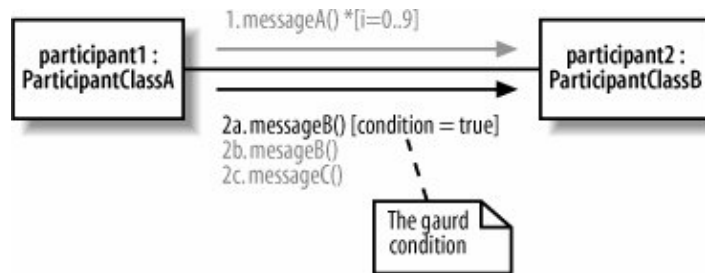 1. messageA() *[i=0..9]
participant1 :
ParticipantClassA
participant2 :
ParticipantClassB
2a. messageB() [condition = true]
2b. mesageB()
2c. messageC()
The gaurd
condition